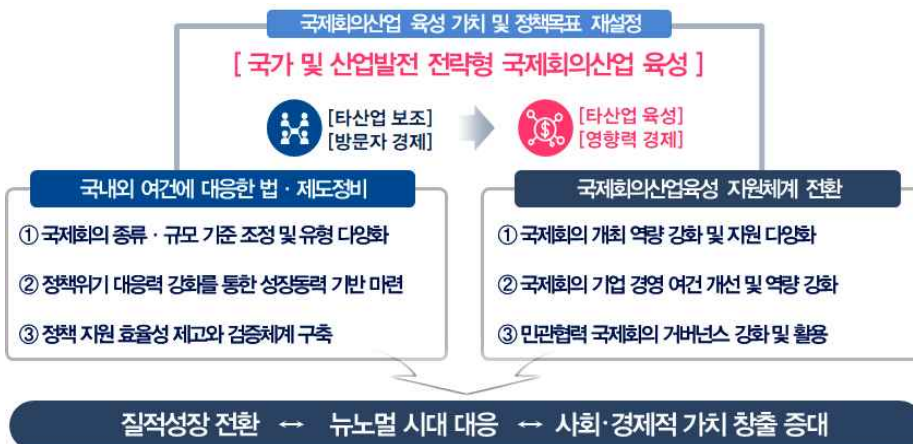 국제회의산업 육성 가치 및 정책목표 재설정
[ 국가 및 산업발전 전략형 국제회의산업 육성 ]
[타산업 보조]
[방문자 경제]
[타산업 육성]
[영향력 경제]
국내외 여건에 대응한 법·제도정비
① 국제회의 종류·규모 기준 조정 및 유형 다양화
② 정책위기 대응력 강화를 통한 성장동력 기반 마련
③ 정책 지원 효율성 제고와 검증체계 구축
국제회의산업육성 지원체계 전환
① 국제회의 개최 역량 강화 및 지원 다양화
② 국제회의 기업 경영 여건 개선 및 역량 강화
③ 민관협력 국제회의 거버넌스 강화 및 활용
질적성장 전환 ↔ 뉴노멀 시대 대응 ↔ 사회·경제적 가치 창출 증대